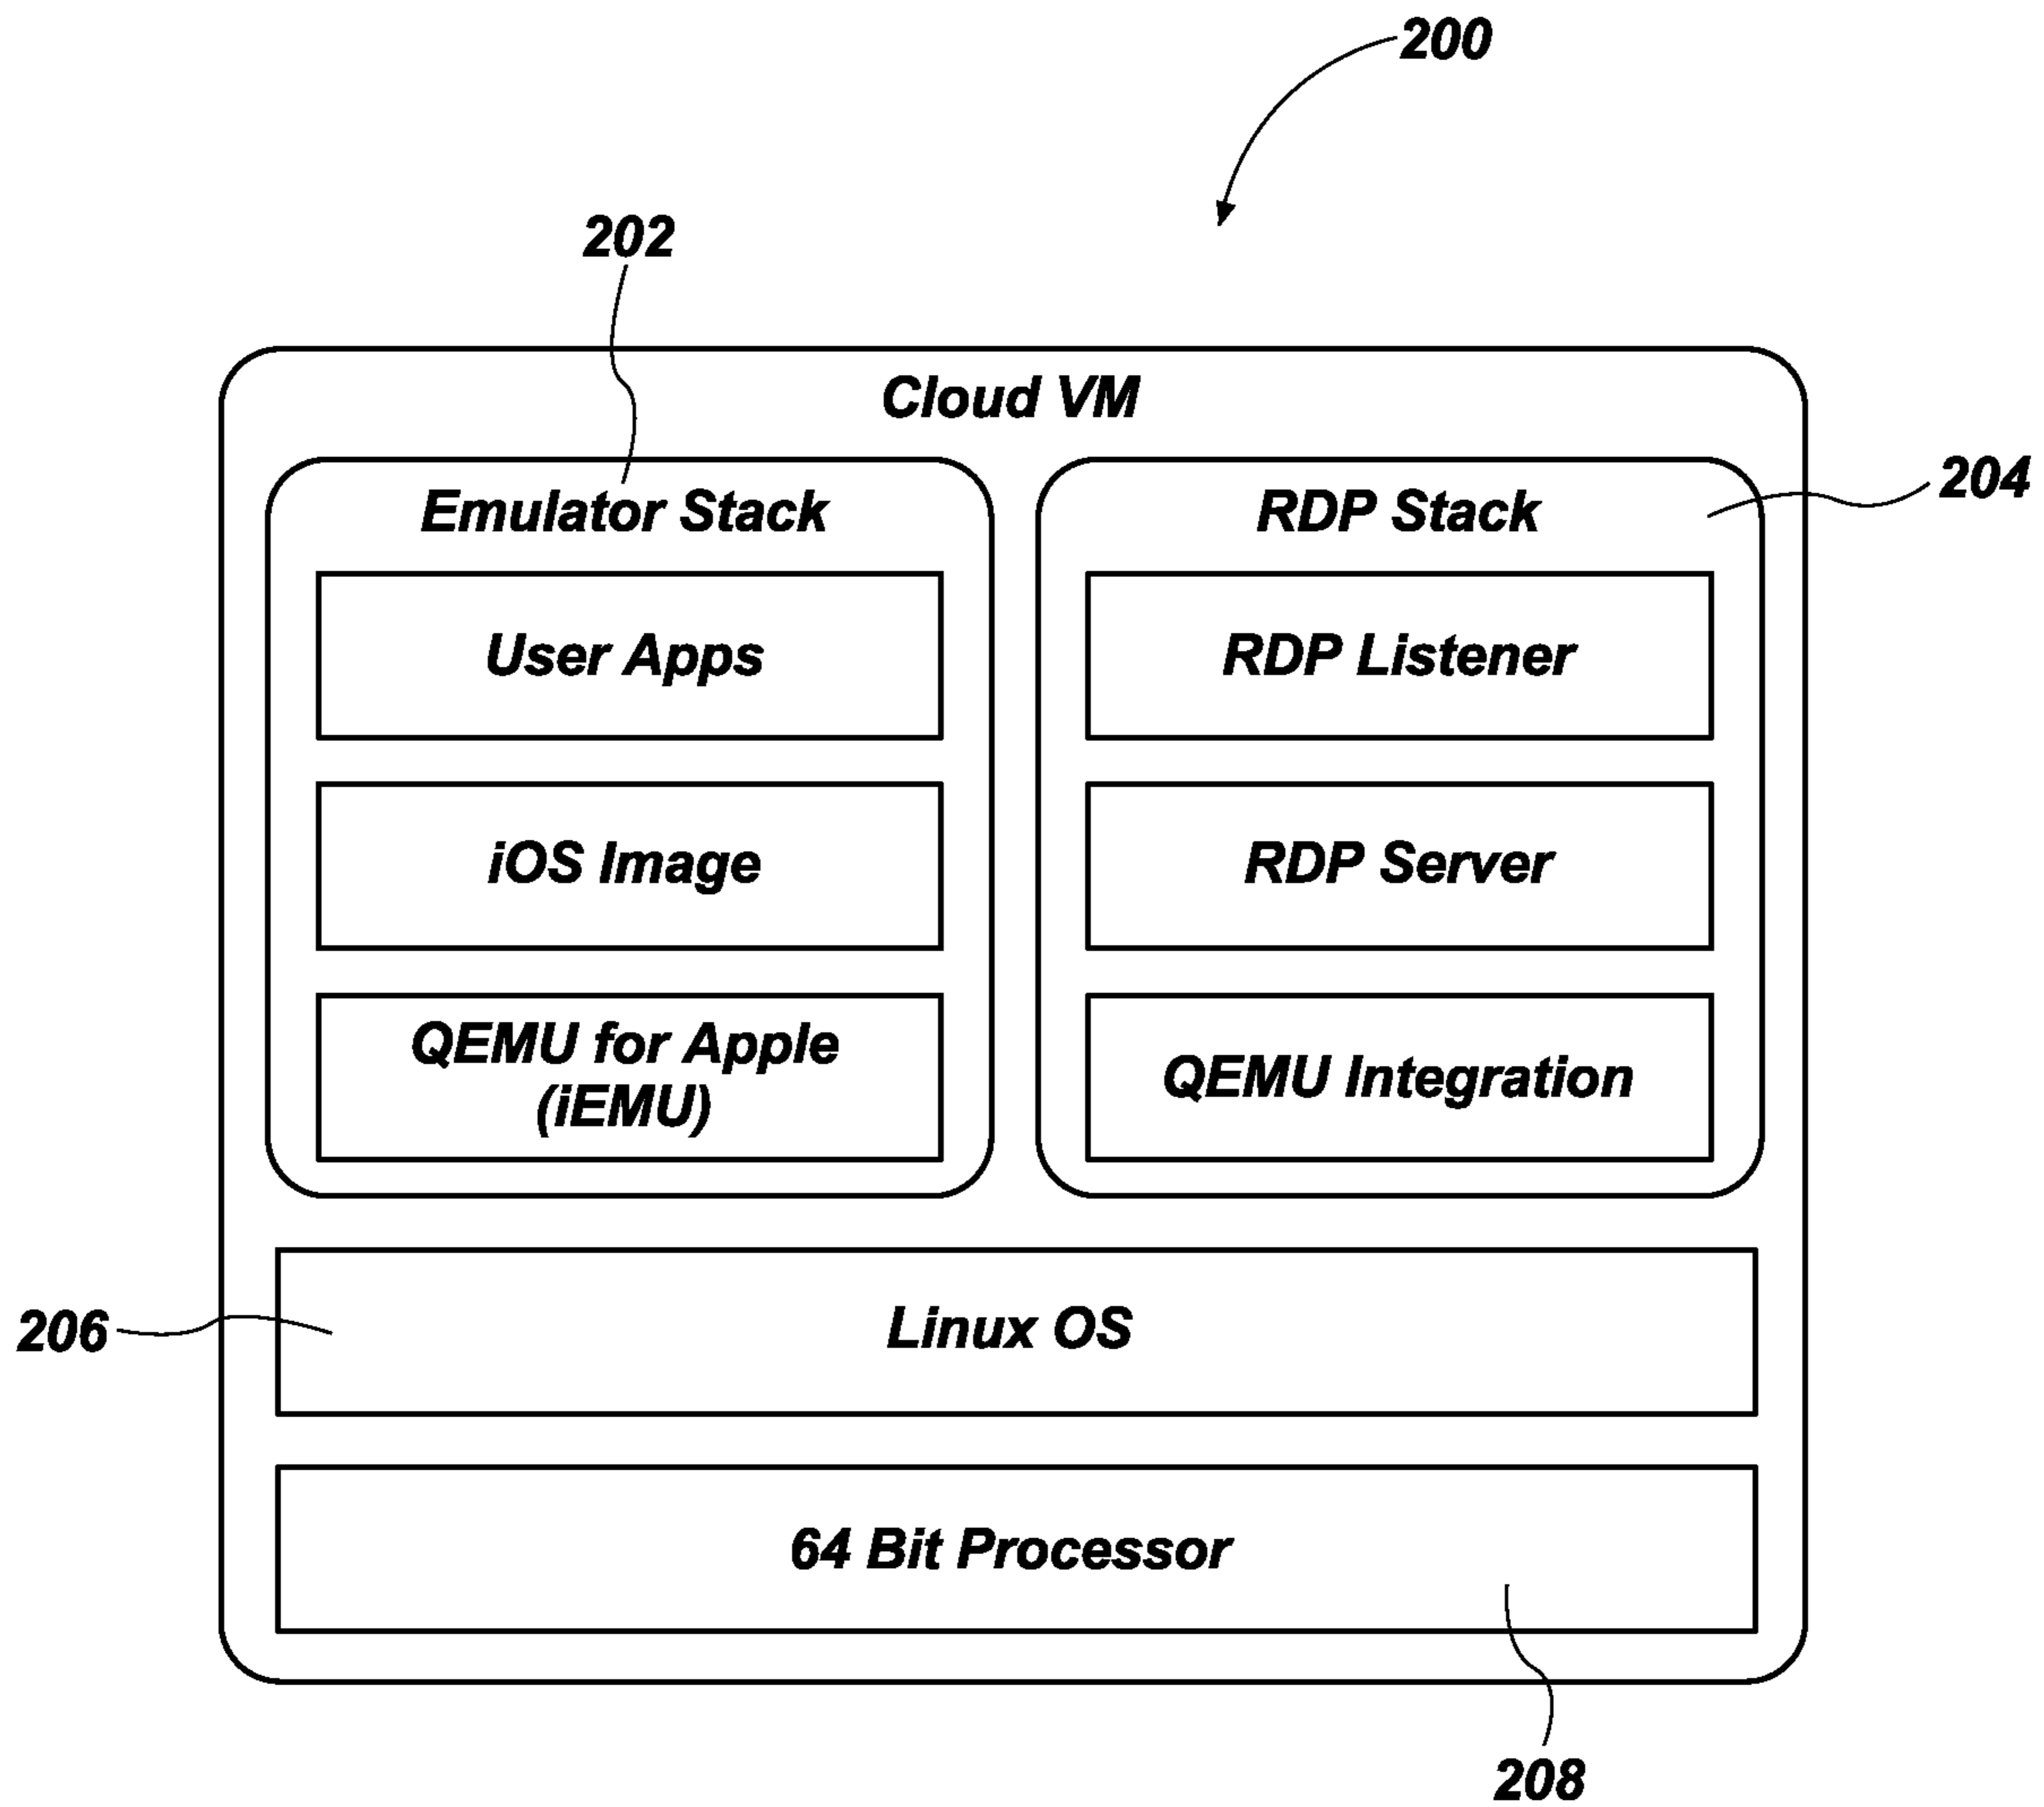 200
202
Cloud VM
Emulator Stack
RDP Stack
204
User Apps
RDP Listener
iOS Image
RDP Server
QEMU for Apple
(iEMU)
QEMU Integration
206
Linux OS
64 Bit Processor
208